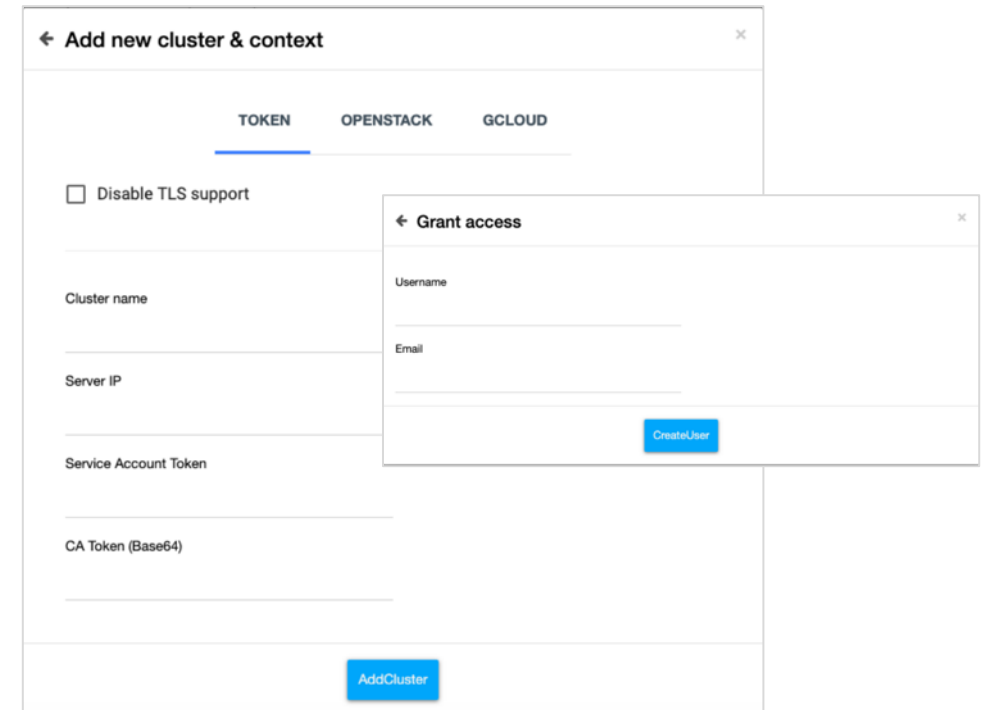 Add new cluster & context
TOKEN OPENSTACK GCLOUD
Disable TLS support
Cluster name
Server IP
Service Account Token
CA Token (Base64)
AddCluster
Grant access
Username
Email
CreateUser